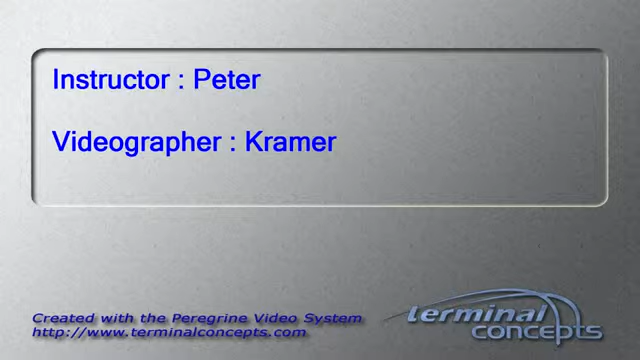 Instructor : Peter
Videographer : Kramer
Created with the Peregrine Video System
http://www.terminalconcepts.com
terminal
concepts